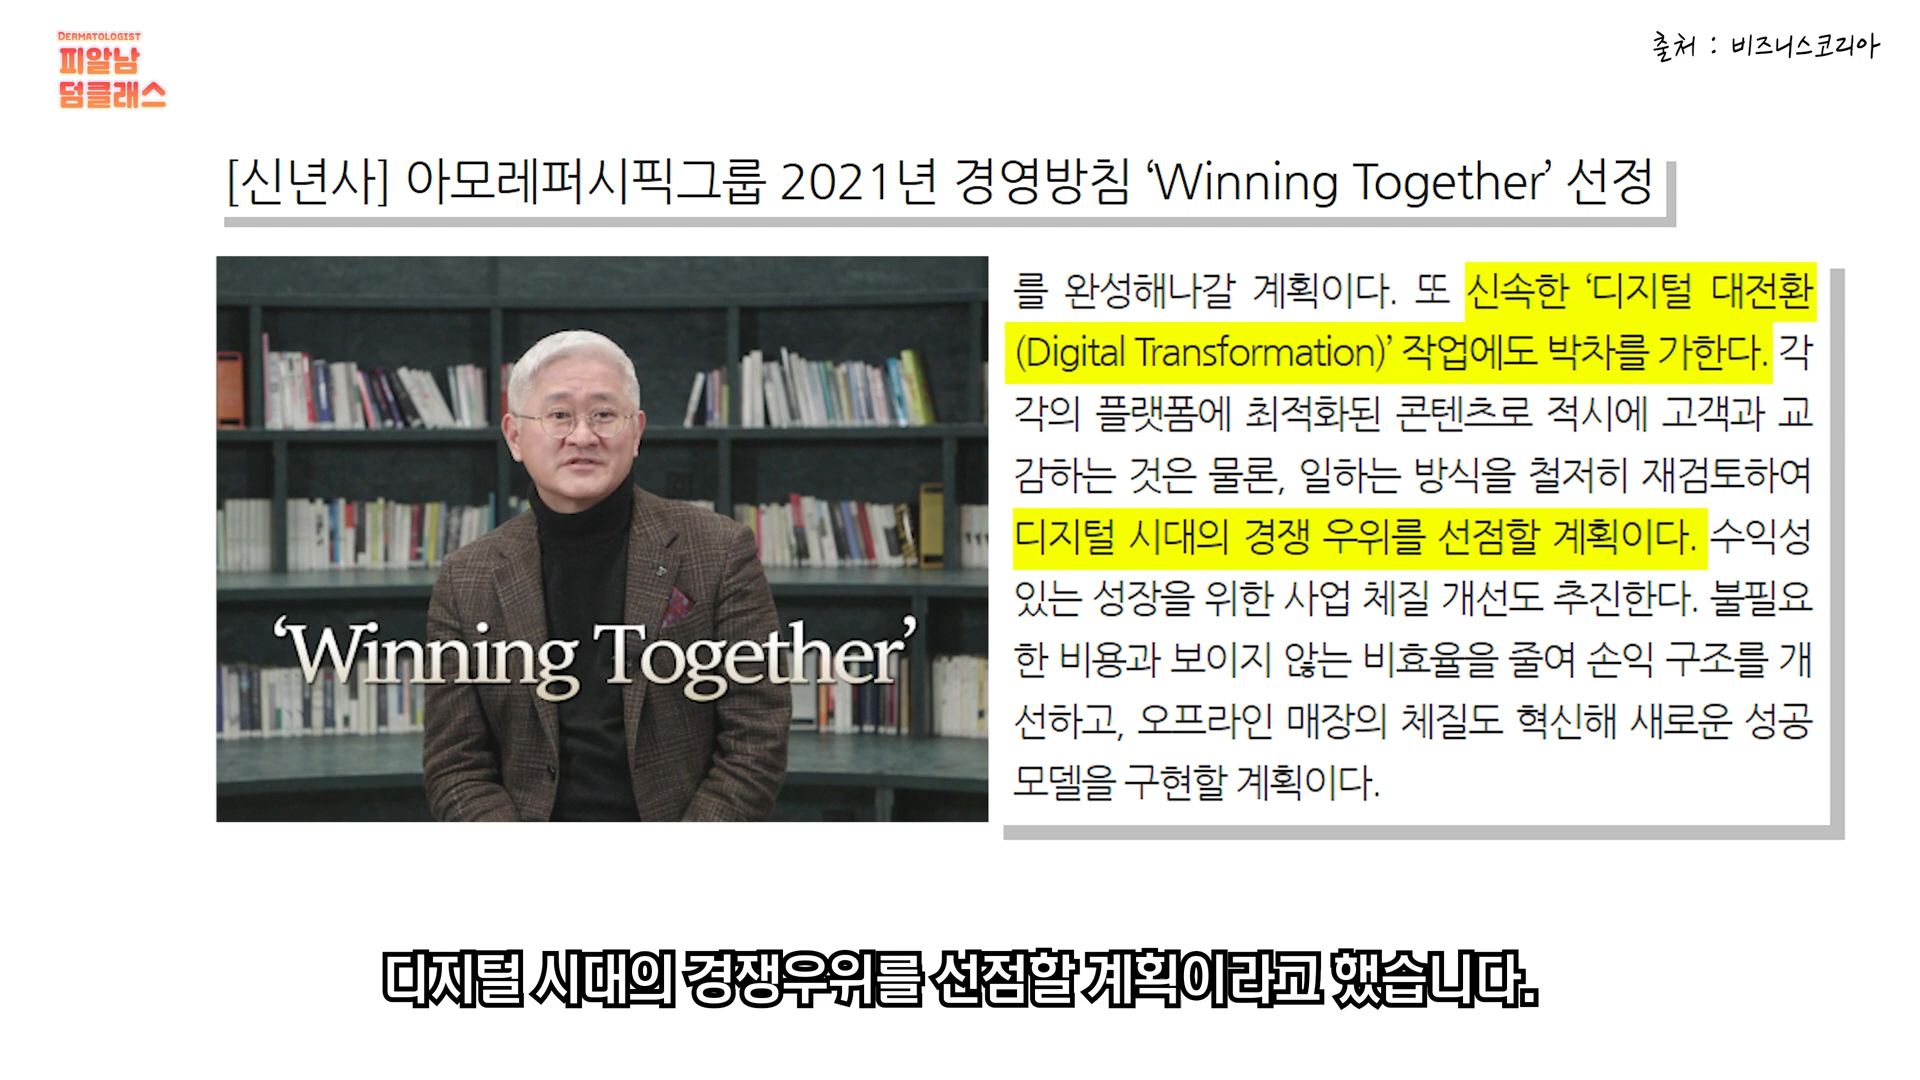 DERMATOLOGIST
피알남
덤클래스
출처 : 비즈니스코리아
[신년사] 아모레퍼시픽그룹 2021년 경영방침 ‘Winning Together’ 선정
‘Winning Together’
를 완성해나갈 계획이다. 또 신속한 ‘디지털 대전환
(Digital Transformation)’ 작업에도 박차를 가한다. 각
각의 플랫폼에 최적화된 콘텐츠로 적시에 고객과 교
감하는 것은 물론, 일하는 방식을 철저히 재검토하여
디지털 시대의 경쟁 우위를 선점할 계획이다. 수익성
있는 성장을 위한 사업 체질 개선도 추진한다. 불필요
한 비용과 보이지 않는 비효율을 줄여 손익 구조를 개
선하고, 오프라인 매장의 체질도 혁신해 새로운 성공
모델을 구현할 계획이다.
디지털 시대의 경쟁우위를 선점할 계획이라고 했습니다.